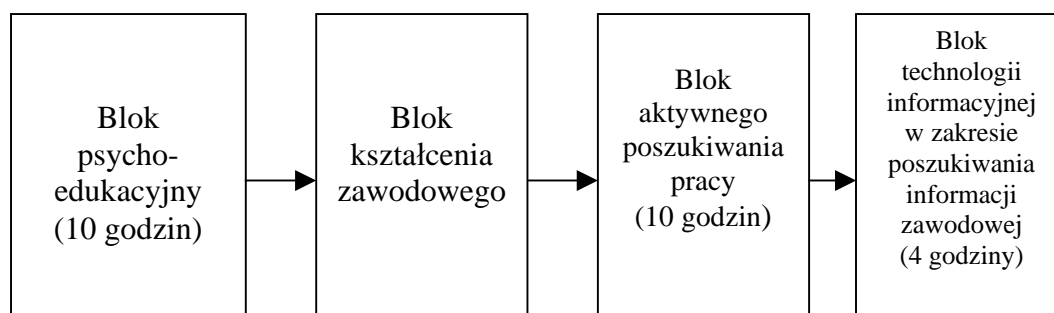 Blok
psycho-
edukacyjny
(10 godzin)
Blok
kształcenia
zawodowego
Blok
aktywnego
poszukiwania
pracy
(10 godzin)
Blok
technologii
informacyjnej
w zakresie
poszukiwania
informacji
zawodowej
(4 godziny)